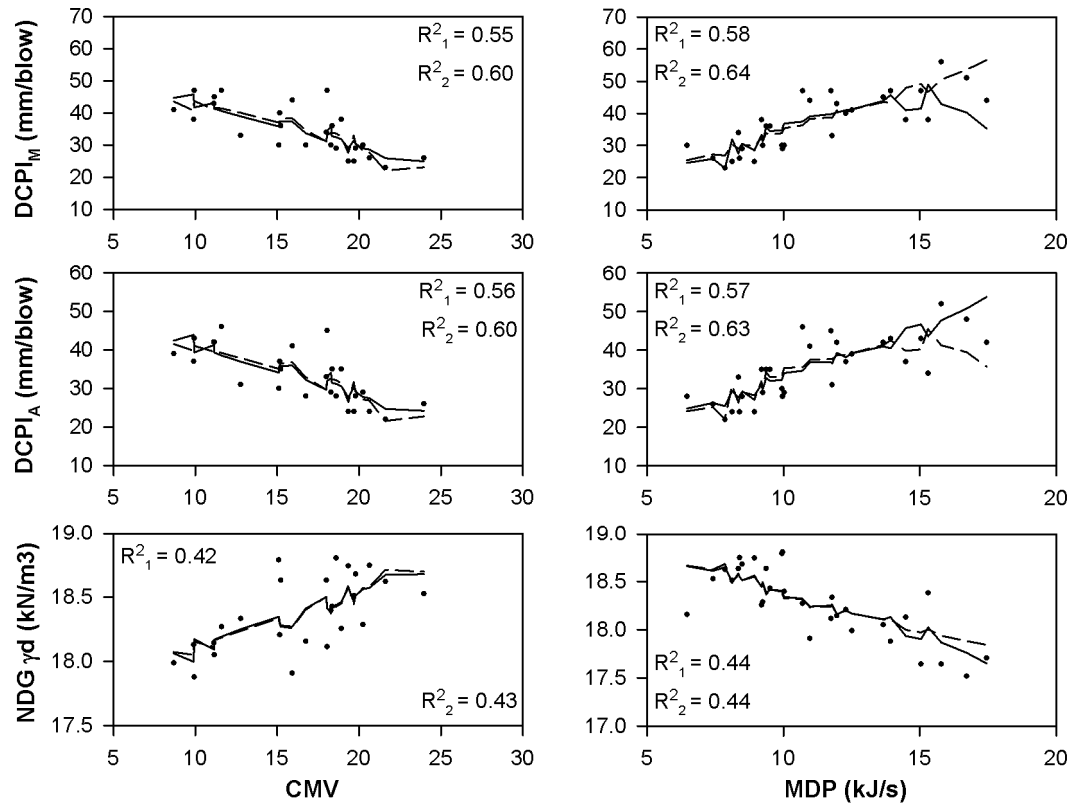 70
60
50
40
30
20
10
DCPI_M (mm/blow)
R²₁ = 0.55
R²₂ = 0.60
5 10 15 20 25 30
70
60
50
40
30
20
10
R²₁ = 0.58
R²₂ = 0.64
5 10 15 20
60
50
40
30
20
10
DCPI_A (mm/blow)
R²₁ = 0.56
R²₂ = 0.60
5 10 15 20 25 30
60
50
40
30
20
10
R²₁ = 0.57
R²₂ = 0.63
5 10 15 20
19.0
18.5
18.0
17.5
NDG γd (kN/m3)
R²₁ = 0.42
R²₂ = 0.43
5 10 15 20 25 30
CMV
19.0
18.5
18.0
17.5
17.0
R²₁ = 0.44
R²₂ = 0.44
5 10 15 20
MDP (kJ/s)